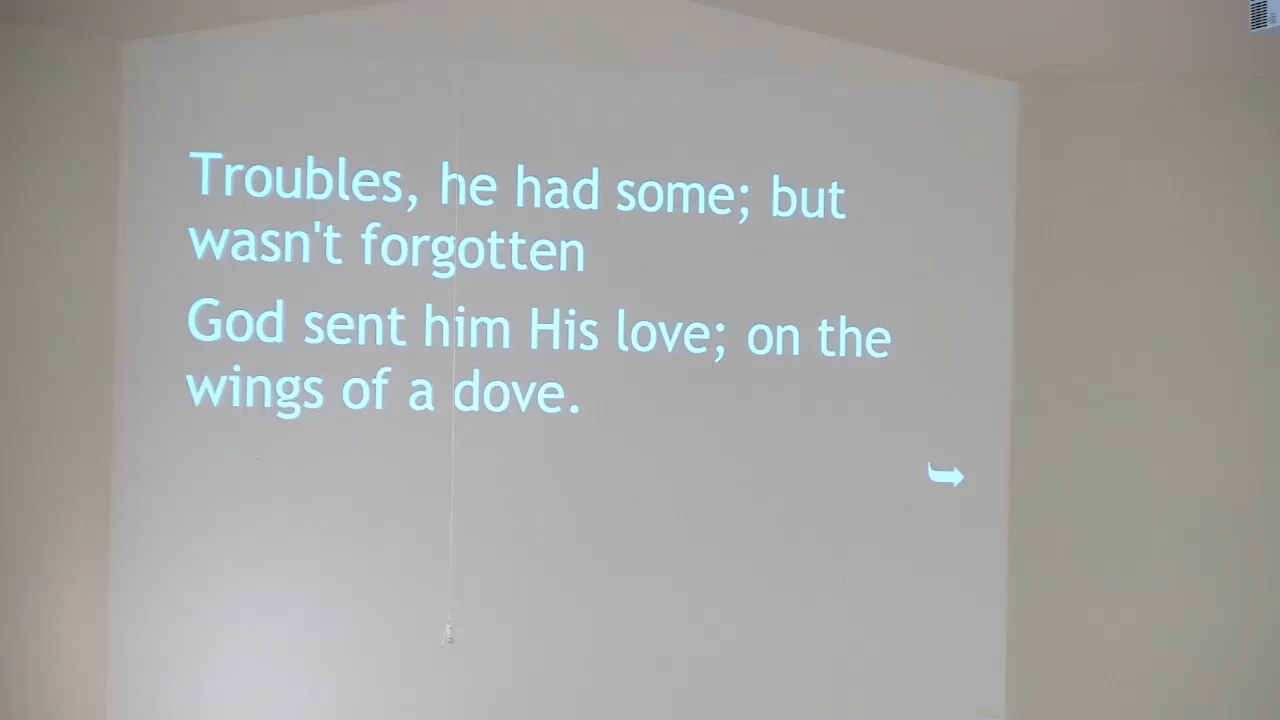 Troubles, he had some; but
wasn't forgotten
God sent him His love; on the
wings of a dove.